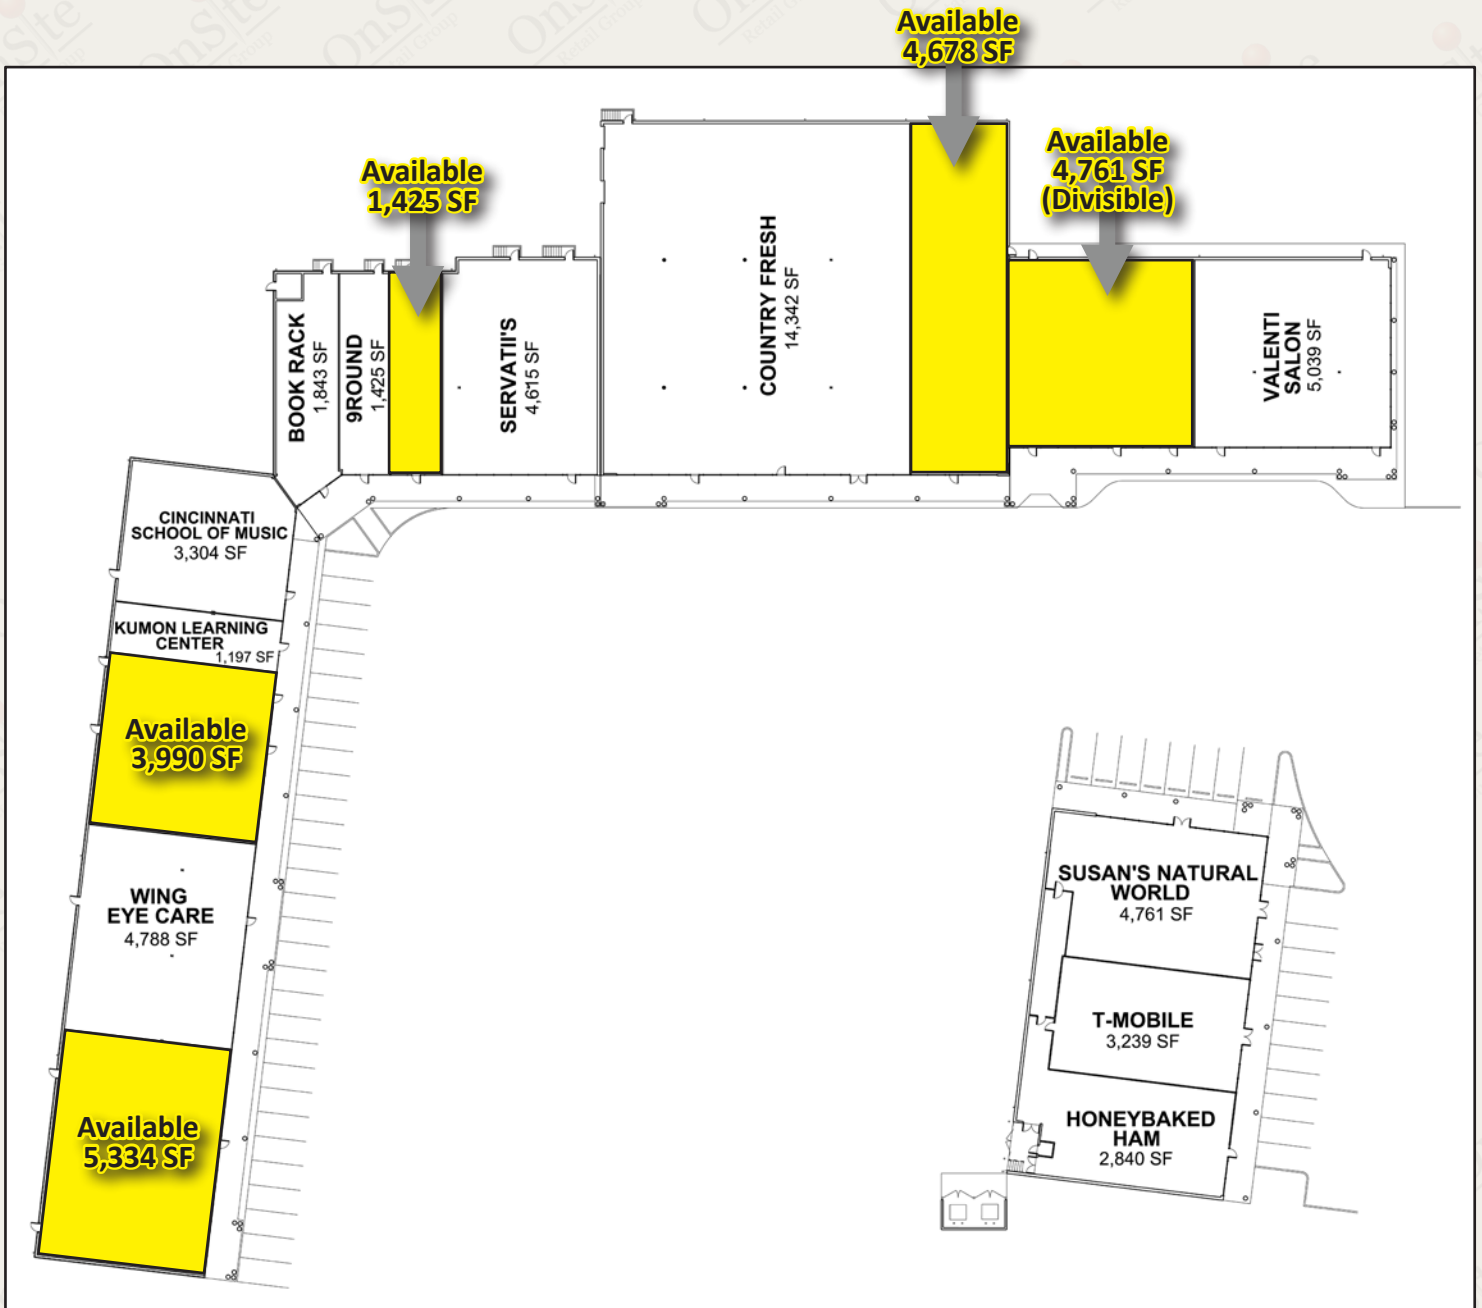 Available
4,678 SF
Available
4,761 SF
(Divisible)
Available
1,425 SF
BOOK RACK
1,843 SF
9ROUND
1,425 SF
SERVATII'S
4,615 SF
COUNTRY FRESH
14,342 SF
VALENTI
SALON
5,039 SF
CINCINNATI
SCHOOL OF MUSIC
3,304 SF
KUMON LEARNING
CENTER
1,197 SF
Available
3,990 SF
WING
EYE CARE
4,788 SF
Available
5,334 SF
SUSAN'S NATURAL
WORLD
4,761 SF
T-MOBILE
3,239 SF
HONEYBAKED
HAM
2,840 SF
OnSite
Retail Group